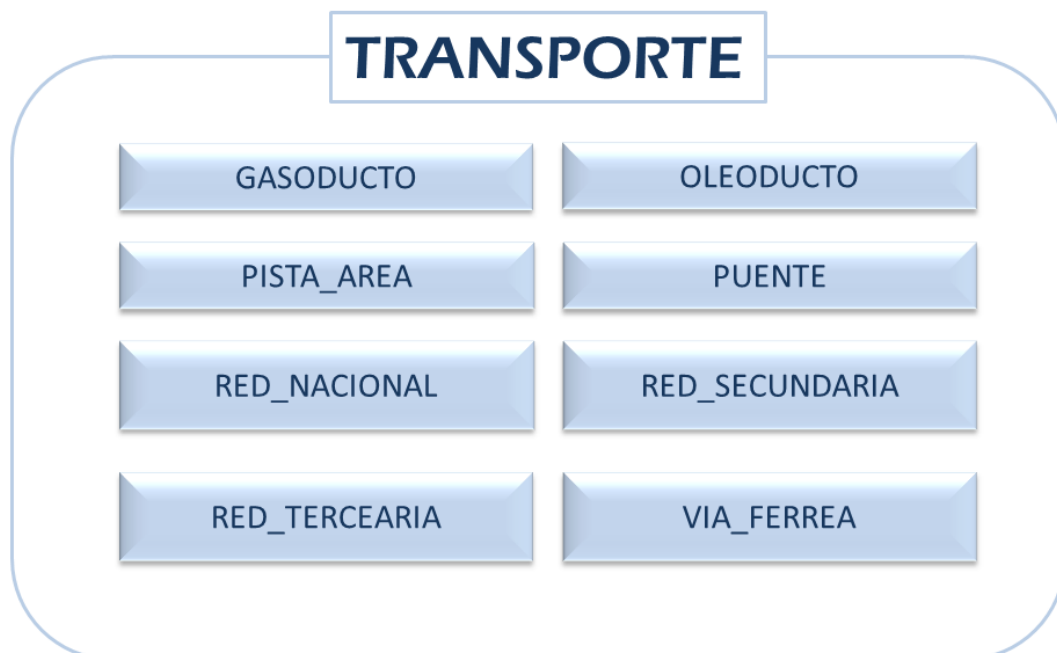 TRANSPORTE
GASODUCTO
OLEODUCTO
PISTA_AREA
PUENTE
RED_NACIONAL
RED_SECUNDARIA
RED_TERCEARIA
VIA_FERREA